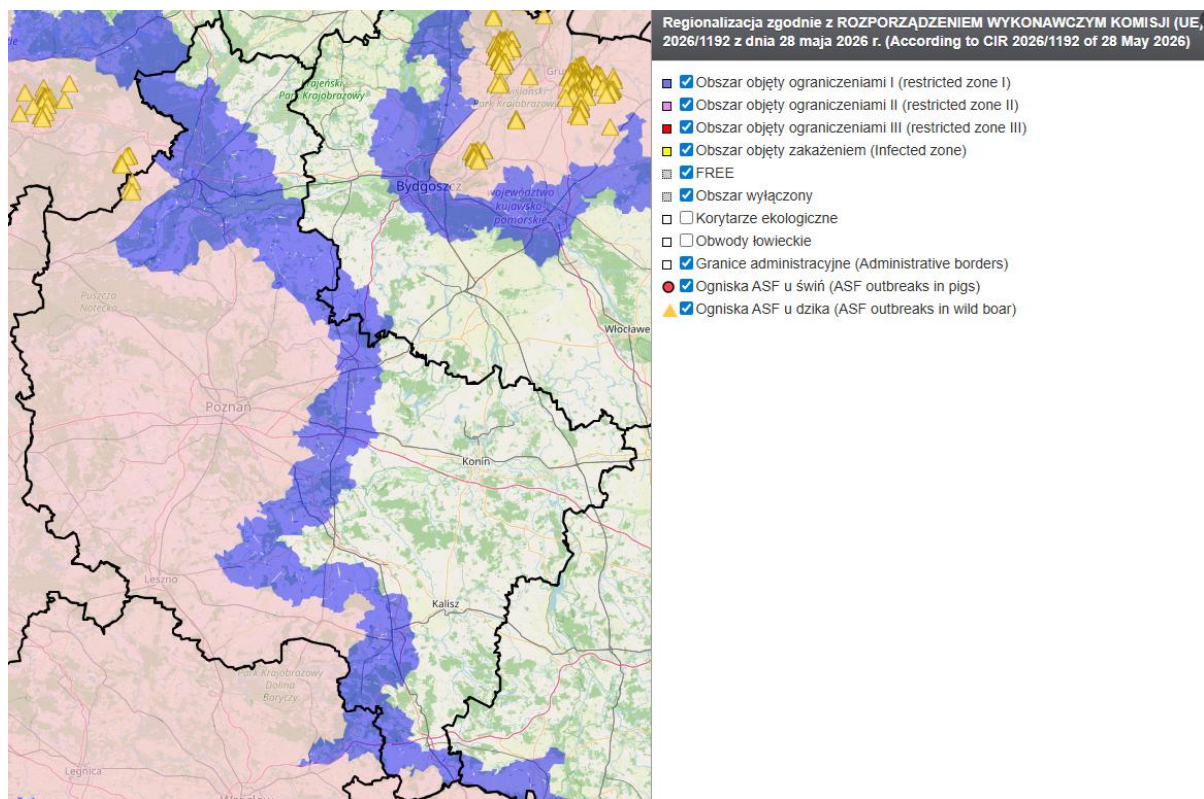 Regionalizacja zgodnie z ROZPORZĄDZENIEM WYKONAWCZYM KOMISJI (UE,
2026/1192 z dnia 28 maja 2026 r. (According to CIR 2026/1192 of 28 May 2026)
Obszar objęty ograniczeniami I (restricted zone I)
Obszar objęty ograniczeniami II (restricted zone II)
Obszar objęty ograniczeniami III (restricted zone III)
Obszar objęty zakażeniem (Infected zone)
FREE
Obszar wyłączony
Korytarze ekologiczne
Obwody łowieckie
Granice administracyjne (Administrative borders)
Ogniska ASF u świń (ASF outbreaks in pigs)
Ogniska ASF u dzika (ASF outbreaks in wild boar)
Park Krajobrazowy
Gru
Park Krajobrazowy
Bydgoszcz
województwo
kujawsko
pomorskie
Puszcza
Notecka
Włocławe
Poznań
Konin
Leszno
Kalisz
Park Krajobrazowy
Dolina
Baryczy
Legnica